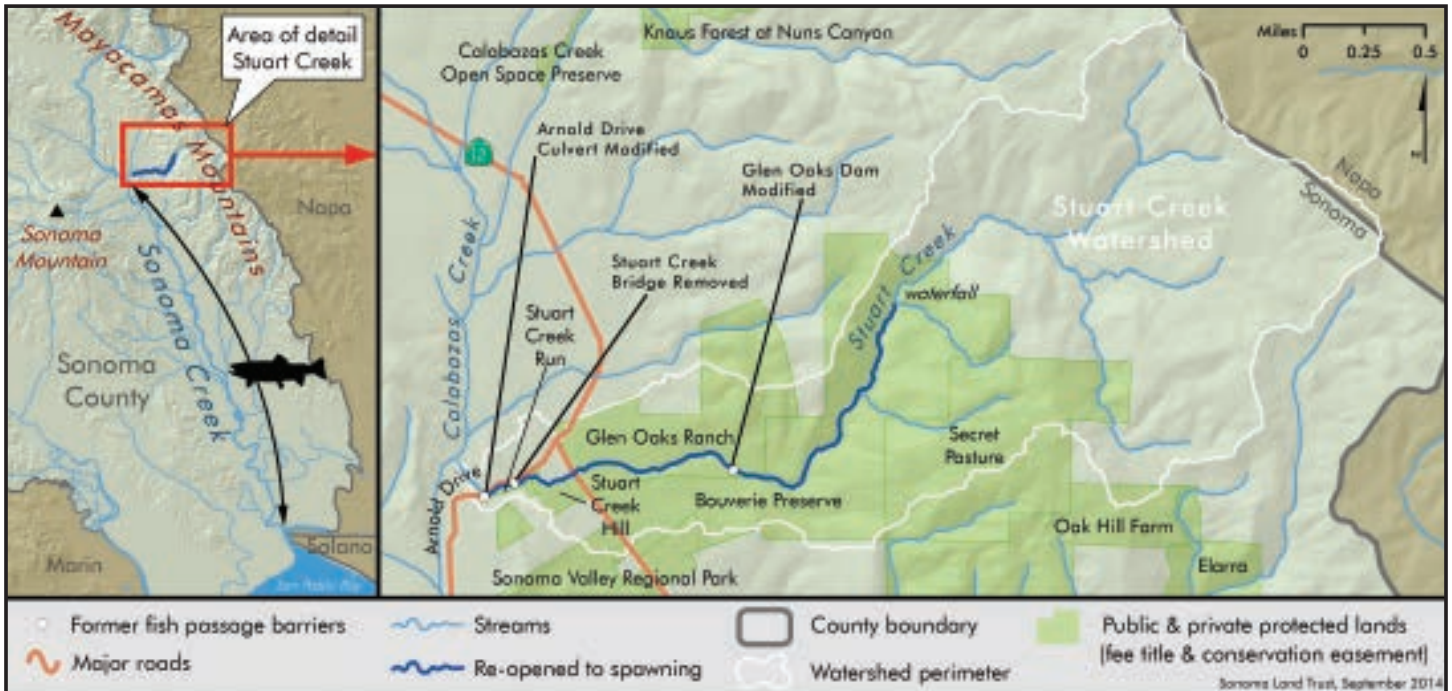 Area of detail
Stuart Creek
Mayacamas Mountains
Napa
Sonoma
Mountain
Sonoma Creek
Sonoma
County
Marin
Solano
San Pablo Bay
Knaus Forest at Nuns Canyon
Calabazas Creek
Open Space Preserve
Miles
0 0.25 0.5
N
Arnold Drive
Culvert Modified
Glen Oaks Dam
Modified
Napa
Sonoma
Stuart Creek
Watershed
Stuart Creek
Bridge Removed
Calabazas Creek
Stuart
Creek
Run
Stuart Creek
waterfall
Glen Oaks Ranch
Secret
Pasture
Arnold Drive
Stuart
Creek
Hill
Bouverie Preserve
Oak Hill Farm
Elarra
Sonoma Valley Regional Park
Former fish passage barriers
Major roads
Streams
Re-opened to spawning
County boundary
Watershed perimeter
Public & private protected lands
(fee title & conservation easement)
Sonoma Land Trust, September 2014